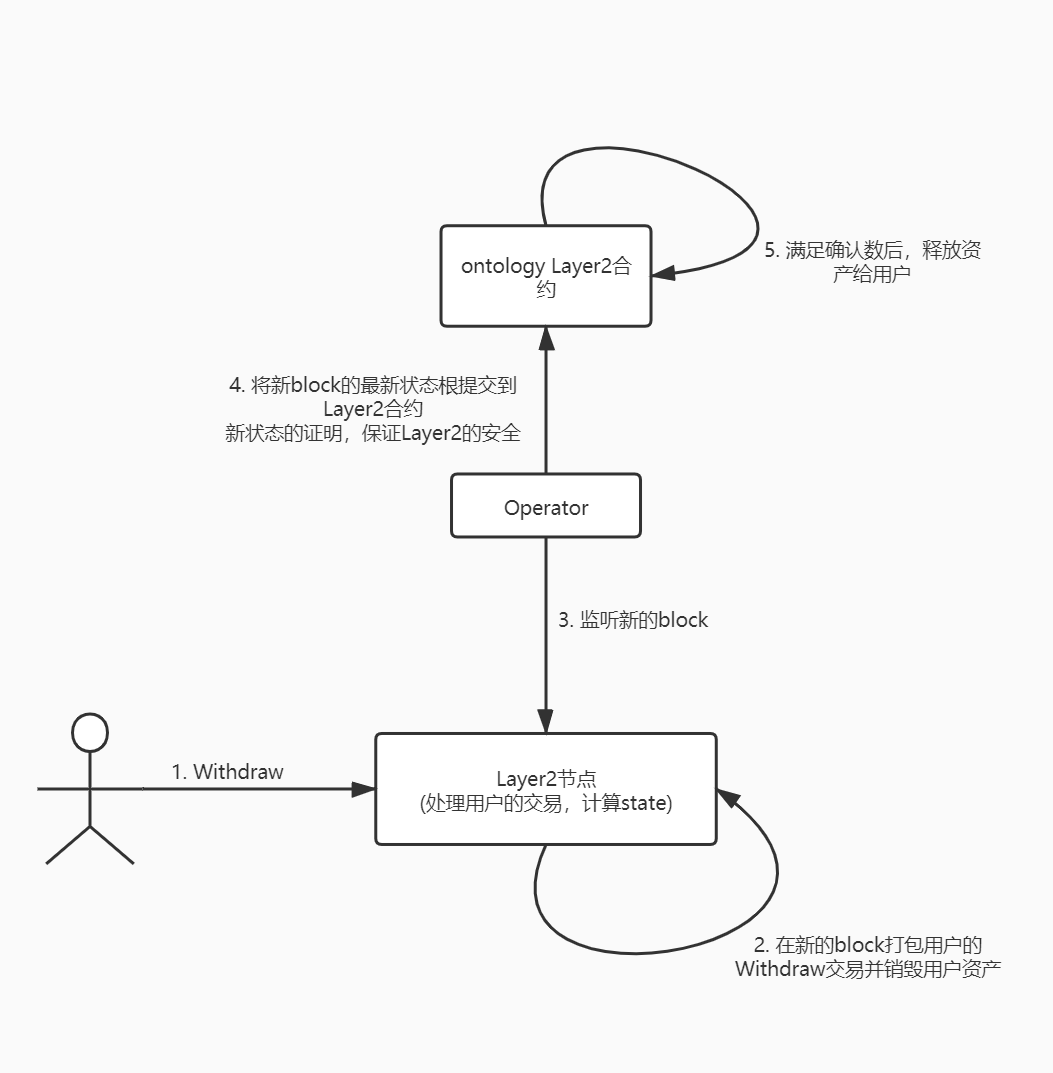 ontology Layer2合
约
5. 满足确认数后，释放资
产给用户
4. 将新block的最新状态根提交到
Layer2合约
新状态的证明，保证Layer2的安全
Operator
3. 监听新的block
1. Withdraw
Layer2节点
(处理用户的交易，计算state)
2. 在新的block打包用户的
Withdraw交易并销毁用户资产